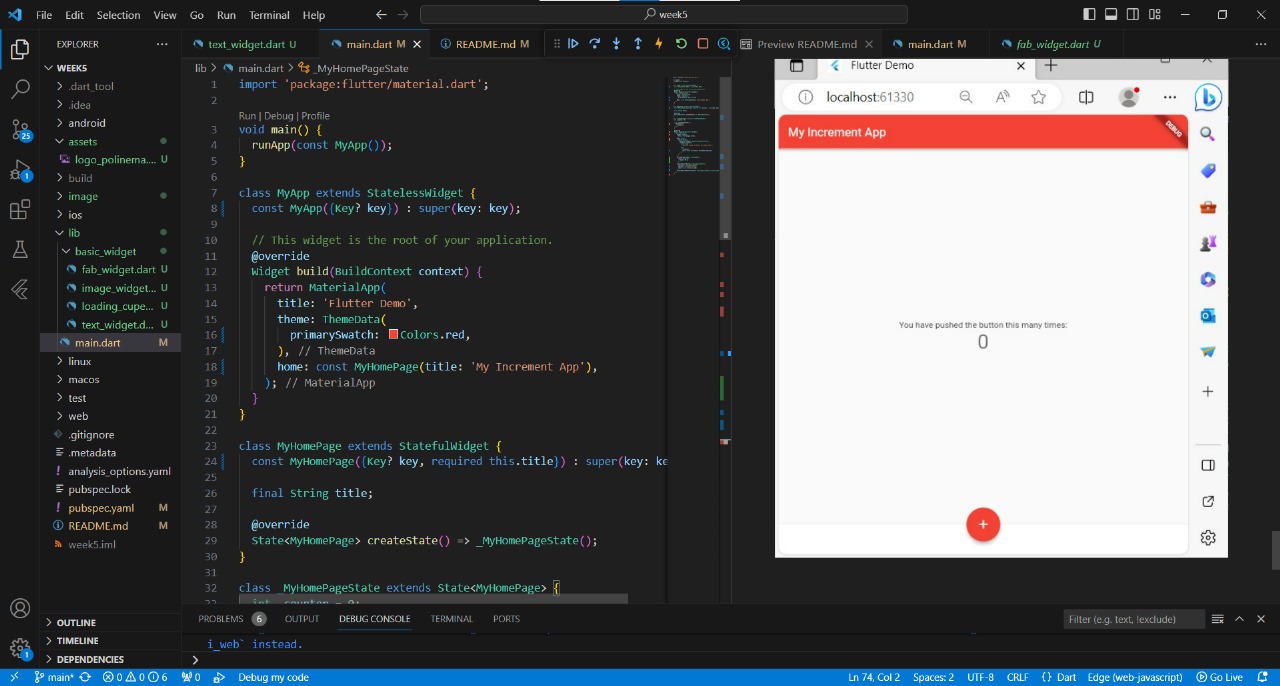 File Edit Selection View Go Run Terminal Help
week5
EXPLORER
WEEK5
.dart_tool
.idea
android
assets
logo_polinema.... U
build
image
ios
lib
basic_widget
fab_widget.dart U
image_widget... U
loading_cupe... U
text_widget.d... U
main.dart M
linux
macos
test
web
.gitignore
.metadata
analysis_options.yaml
pubspec.lock
pubspec.yaml M
README.md M
week5.iml
OUTLINE
TIMELINE
DEPENDENCIES
25
1
1
text_widget.dart U
main.dart M
README.md M
Preview README.md
main.dart M
fab_widget.dart U
lib > main.dart > _MyHomePageState
1 import 'package:flutter/material.dart';
2
Run | Debug | Profile
3 void main() {
4 runApp(const MyApp());
5 }
6
7 class MyApp extends StatelessWidget {
8 const MyApp({Key? key}) : super(key: key);
9
10 // This widget is the root of your application.
11 @override
12 Widget build(BuildContext context) {
13 return MaterialApp(
14 title: 'Flutter Demo',
15 theme: ThemeData(
16 primarySwatch: Colors.red,
17 ), // ThemeData
18 home: const MyHomePage(title: 'My Increment App'),
19 ); // MaterialApp
20 }
21 }
22
23 class MyHomePage extends StatefulWidget {
24 const MyHomePage({Key? key, required this.title}) : super(key: ke
25
26 final String title;
27
28 @override
29 State<MyHomePage> createState() => _MyHomePageState();
30 }
31
32 class _MyHomePageState extends State<MyHomePage> {
Flutter Demo
localhost:61330
My Increment App
DEBUG
You have pushed the button this many times:
0
PROBLEMS 6 OUTPUT DEBUG CONSOLE TERMINAL PORTS
Filter (e.g. text, !exclude)
i_web` instead.
main* 0 0 6 0 Debug my code
Ln 74, Col 2 Spaces: 2 UTF-8 CRLF {} Dart Edge (web-javascript) Go Live